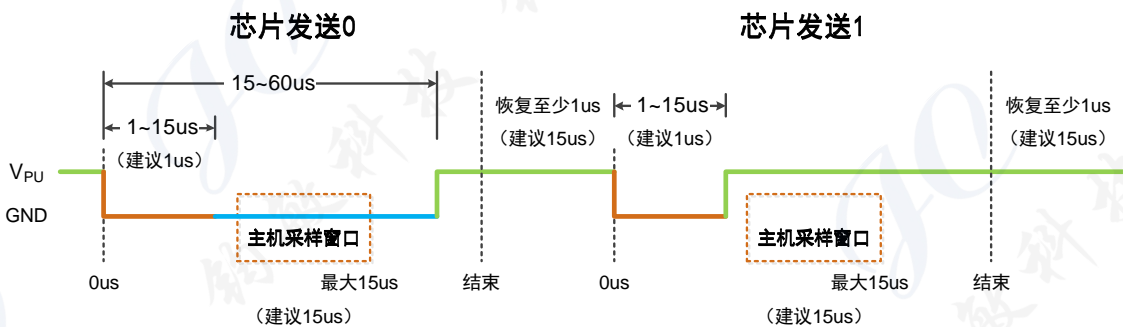 芯片发送0
芯片发送1
15~60us
恢复至少1us
(建议15us)
1~15us
(建议1us)
1~15us
(建议1us)
恢复至少1us
(建议15us)
VPU
GND
主机采样窗口
主机采样窗口
0us
最大15us
结束
0us
最大15us
结束
(建议15us)
(建议15us)